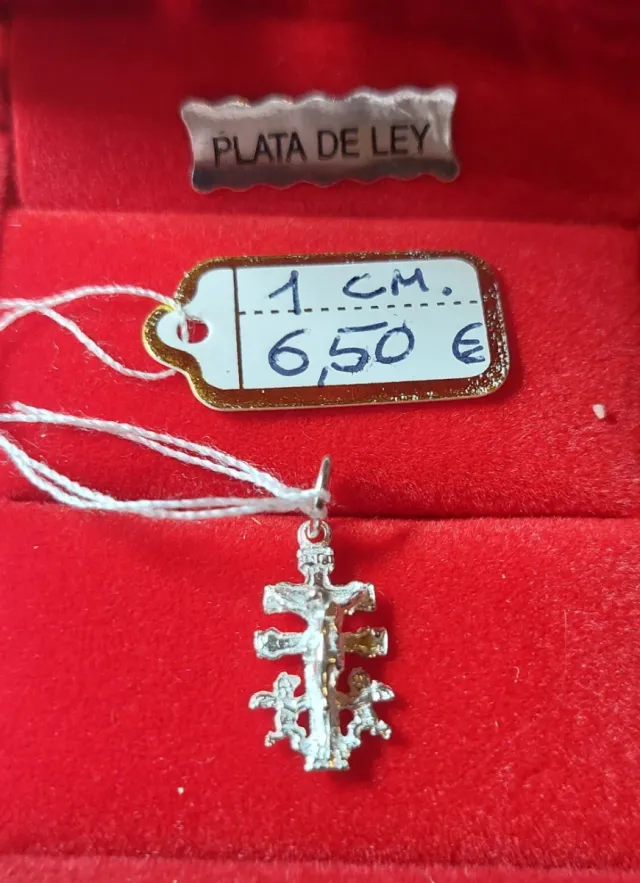 PLATA DE LEY
1 CM.
6,50 €